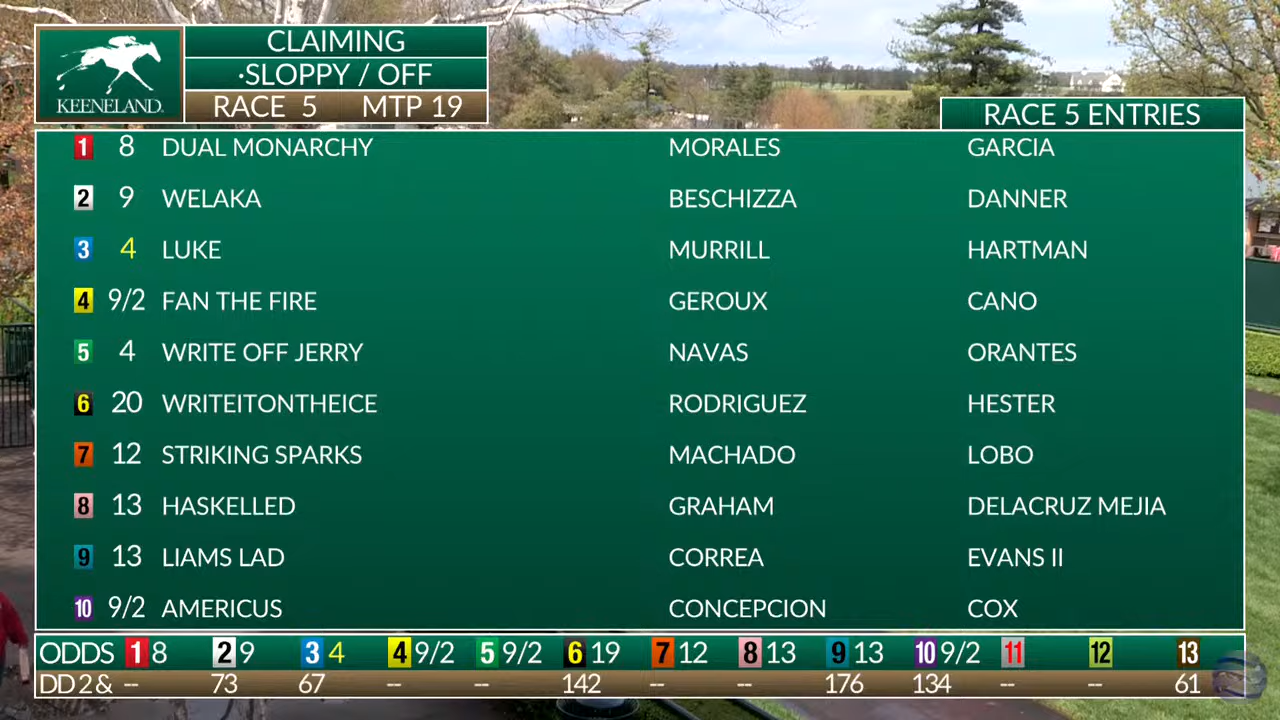 KEENELAND.
CLAIMING
·SLOPPY / OFF
RACE 5 MTP 19
RACE 5 ENTRIES
1 8 DUAL MONARCHY MORALES GARCIA
2 9 WELAKA BESCHIZZA DANNER
3 4 LUKE MURRILL HARTMAN
4 9/2 FAN THE FIRE GEROUX CANO
5 4 WRITE OFF JERRY NAVAS ORANTES
6 20 WRITEITONTHEICE RODRIGUEZ HESTER
7 12 STRIKING SPARKS MACHADO LOBO
8 13 HASKELLED GRAHAM DELACRUZ MEJIA
9 13 LIAMS LAD CORREA EVANS II
10 9/2 AMERICUS CONCEPCION COX
ODDS 1 8 2 9 3 4 4 9/2 5 9/2 6 19 7 12 8 13 9 13 10 9/2 11 12 13
DD 2 & -- 73 67 -- -- 142 -- -- 176 134 -- -- 61